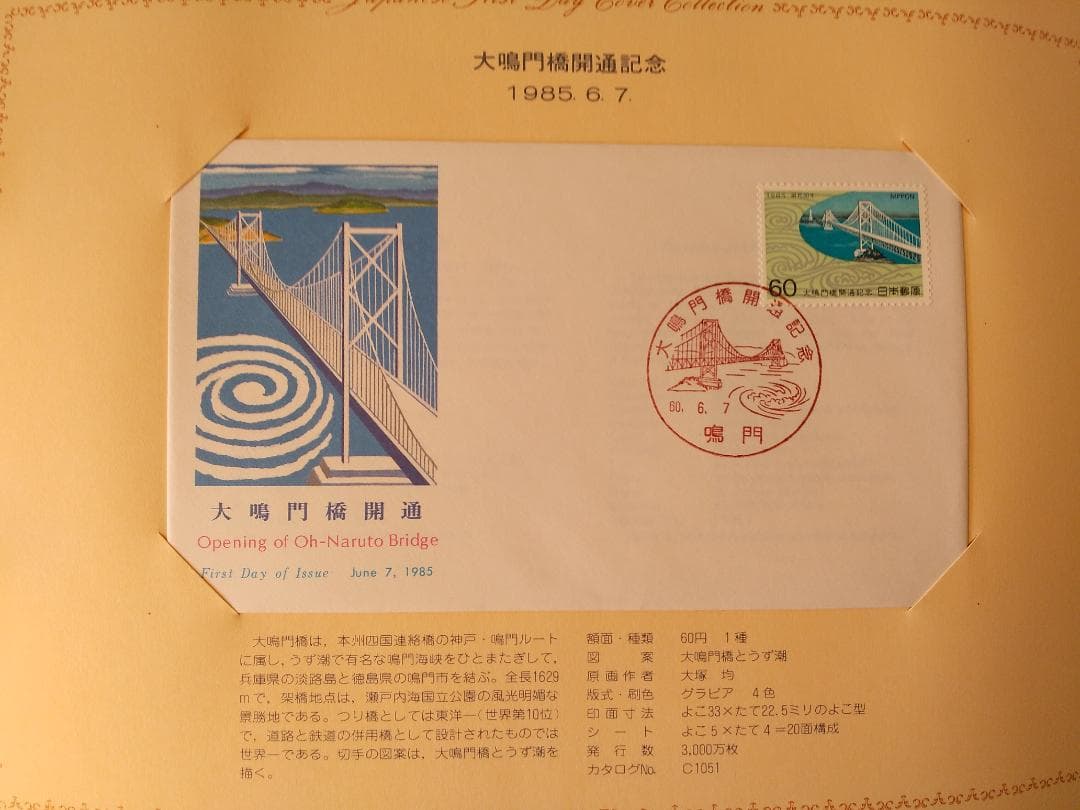 Japanese First Day Cover Collection
大鳴門橋開通記念
1985. 6. 7.
NIPPON
60 大鳴門橋開通記念 日本郵便
大鳴門橋開通記念
60. 6. 7
鳴門
大鳴門橋開通
Opening of Oh-Naruto Bridge
First Day of Issue June 7, 1985
大鳴門橋は，本州四国連絡橋の神戸・鳴門ルート
に属し，うず潮で有名な鳴門海峡をひとまたぎして，
兵庫県の淡路島と徳島県の鳴門市を結ぶ。全長1629
mで，架橋地点は，瀬戸内海国立公園の風光明媚な
景勝地である。つり橋としては東洋一（世界第10位）
で，道路と鉄道の併用橋として設計されたものでは
世界一である。切手の図案は，大鳴門橋とうず潮を
描く。
額面・種類 60円 1種
図案 大鳴門橋とうず潮
原画作者 大塚 均
版式・刷色 グラビア 4色
印面寸法 よこ33×たて22.5ミリのよこ型
シート よこ5×たて4＝20面構成
発行数 3,000万枚
カタログNo. C1051